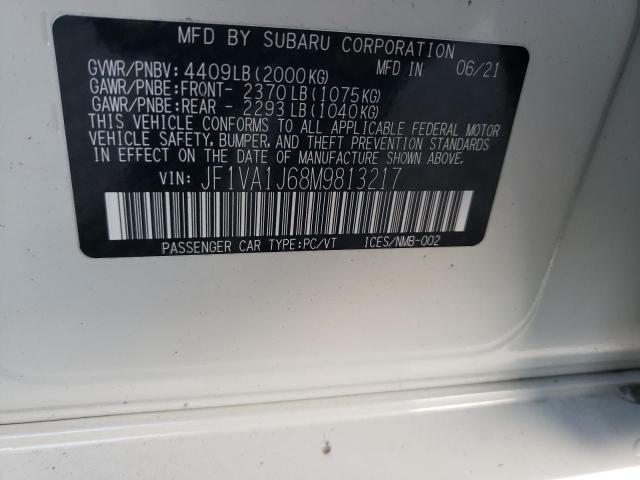 MFD BY SUBARU CORPORATION
GVWR/PNBV: 4409LB(2000KG) MFD IN 06/21
GAWR/PNBE:FRONT- 2370LB(1075KG)
GAWR/PNBE:REAR - 2293LB(1040KG)
THIS VEHICLE CONFORMS TO ALL APPLICABLE FEDERAL MOTOR
VEHICLE SAFETY, BUMPER, AND THEFT PREVENTION STANDARDS
IN EFFECT ON THE DATE OF MANUFACTURE SHOWN ABOVE.
VIN: JF1VA1J68M9813217
PASSENGER CAR TYPE:PC/VT ICES/NMB-002